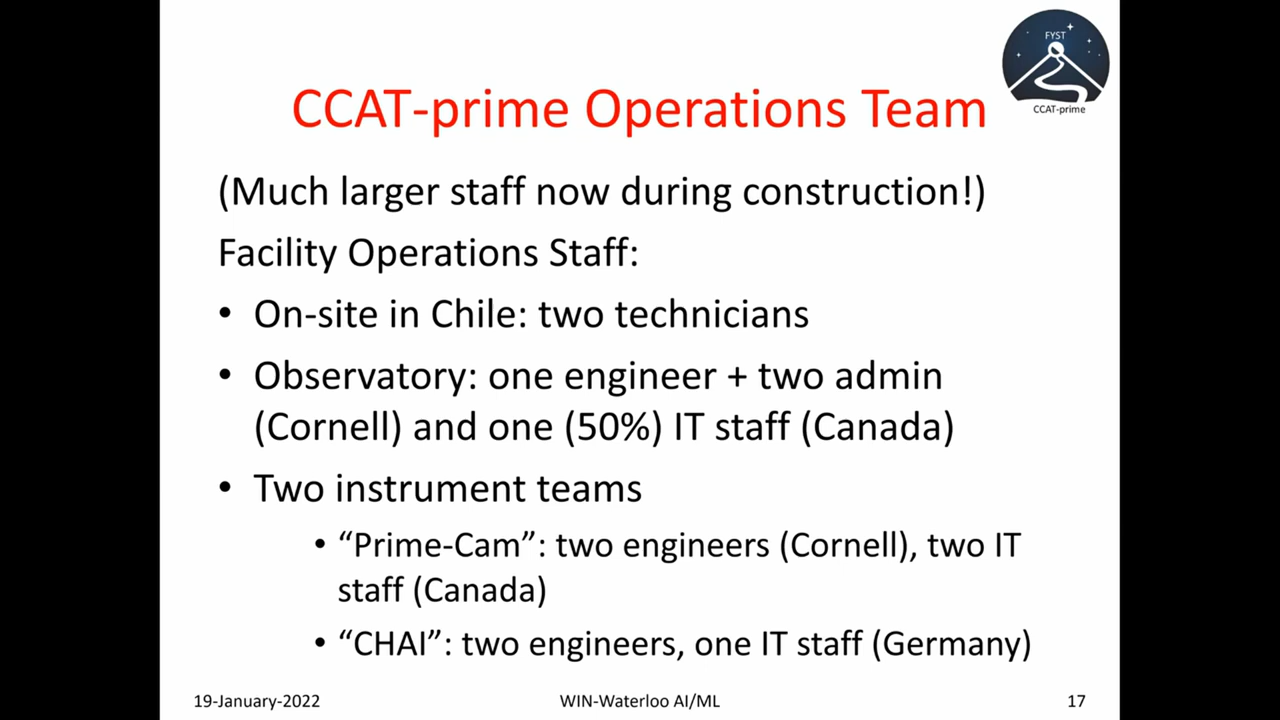 FYST
CCAT-prime
CCAT-prime Operations Team
(Much larger staff now during construction!)
Facility Operations Staff:
• On-site in Chile: two technicians
• Observatory: one engineer + two admin
(Cornell) and one (50%) IT staff (Canada)
• Two instrument teams
• “Prime-Cam”: two engineers (Cornell), two IT
staff (Canada)
• “CHAI”: two engineers, one IT staff (Germany)
19-January-2022
WIN-Waterloo AI/ML
17